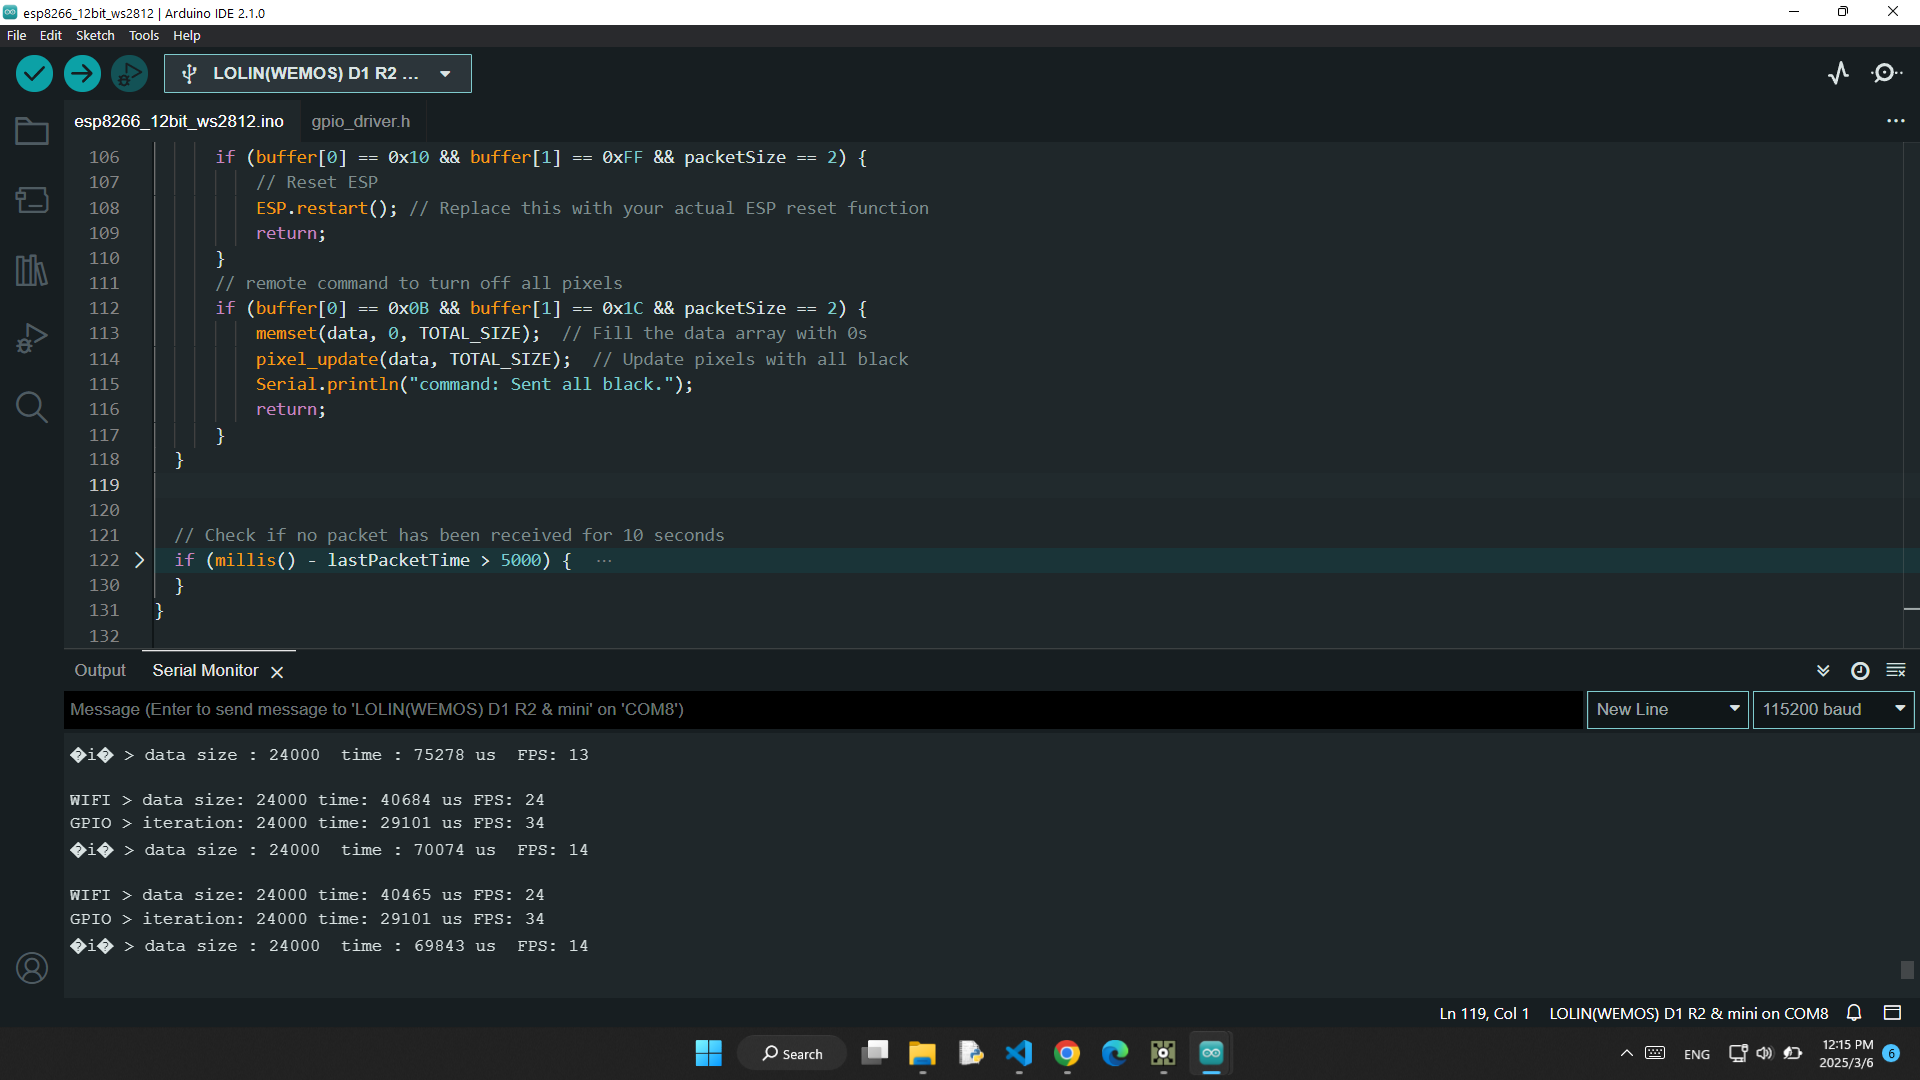 esp8266_12bit_ws2812 | Arduino IDE 2.1.0
File Edit Sketch Tools Help
LOLIN(WEMOS) D1 R2 ...
esp8266_12bit_ws2812.ino gpio_driver.h
106 if (buffer[0] == 0x10 && buffer[1] == 0xFF && packetSize == 2) {
107 // Reset ESP
108 ESP.restart(); // Replace this with your actual ESP reset function
109 return;
110 }
111 // remote command to turn off all pixels
112 if (buffer[0] == 0x0B && buffer[1] == 0x1C && packetSize == 2) {
113 memset(data, 0, TOTAL_SIZE); // Fill the data array with 0s
114 pixel_update(data, TOTAL_SIZE); // Update pixels with all black
115 Serial.println("command: Sent all black.");
116 return;
117 }
118 }
119
120
121 // Check if no packet has been received for 10 seconds
122 if (millis() - lastPacketTime > 5000) { ...
130 }
131 }
132
Output Serial Monitor
Message (Enter to send message to 'LOLIN(WEMOS) D1 R2 & mini' on 'COM8') New Line 115200 baud
�i� > data size : 24000 time : 75278 us FPS: 13
WIFI > data size: 24000 time: 40684 us FPS: 24
GPIO > iteration: 24000 time: 29101 us FPS: 34
�i� > data size : 24000 time : 70074 us FPS: 14
WIFI > data size: 24000 time: 40465 us FPS: 24
GPIO > iteration: 24000 time: 29101 us FPS: 34
�i� > data size : 24000 time : 69843 us FPS: 14
Ln 119, Col 1 LOLIN(WEMOS) D1 R2 & mini on COM8
Search
ENG
12:15 PM
2025/3/6
6